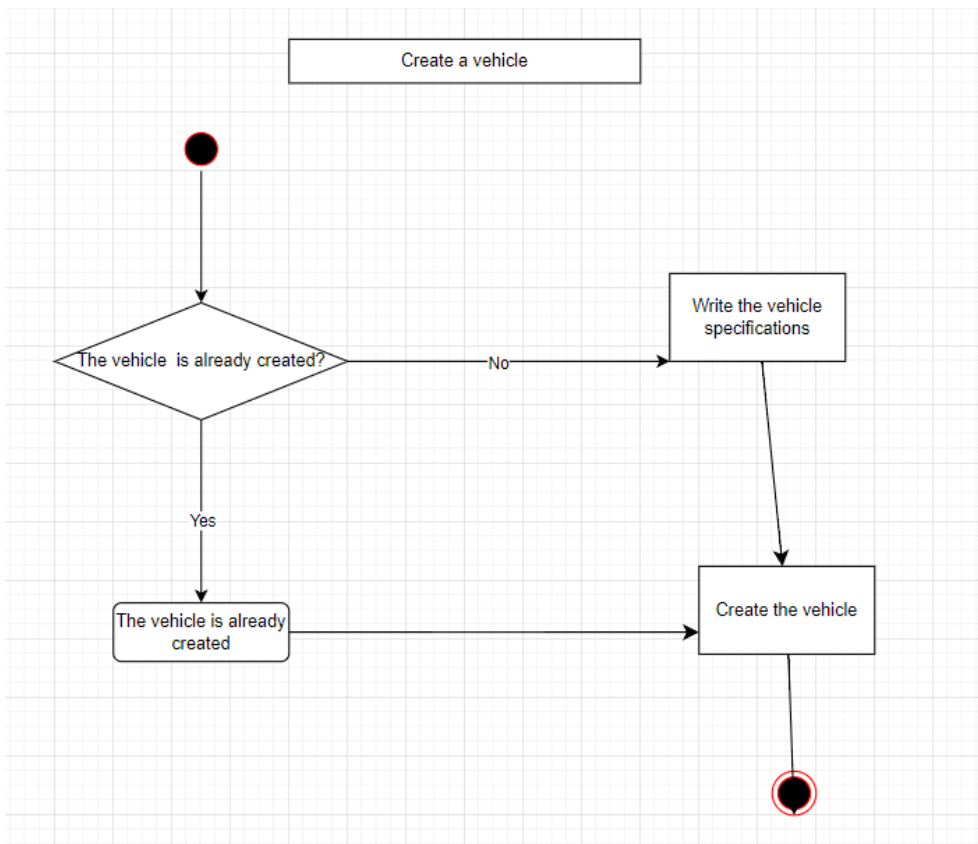 Create a vehicle
Write the vehicle
specifications
The vehicle  is already created?
No
Yes
Create the vehicle
The vehicle is already
created